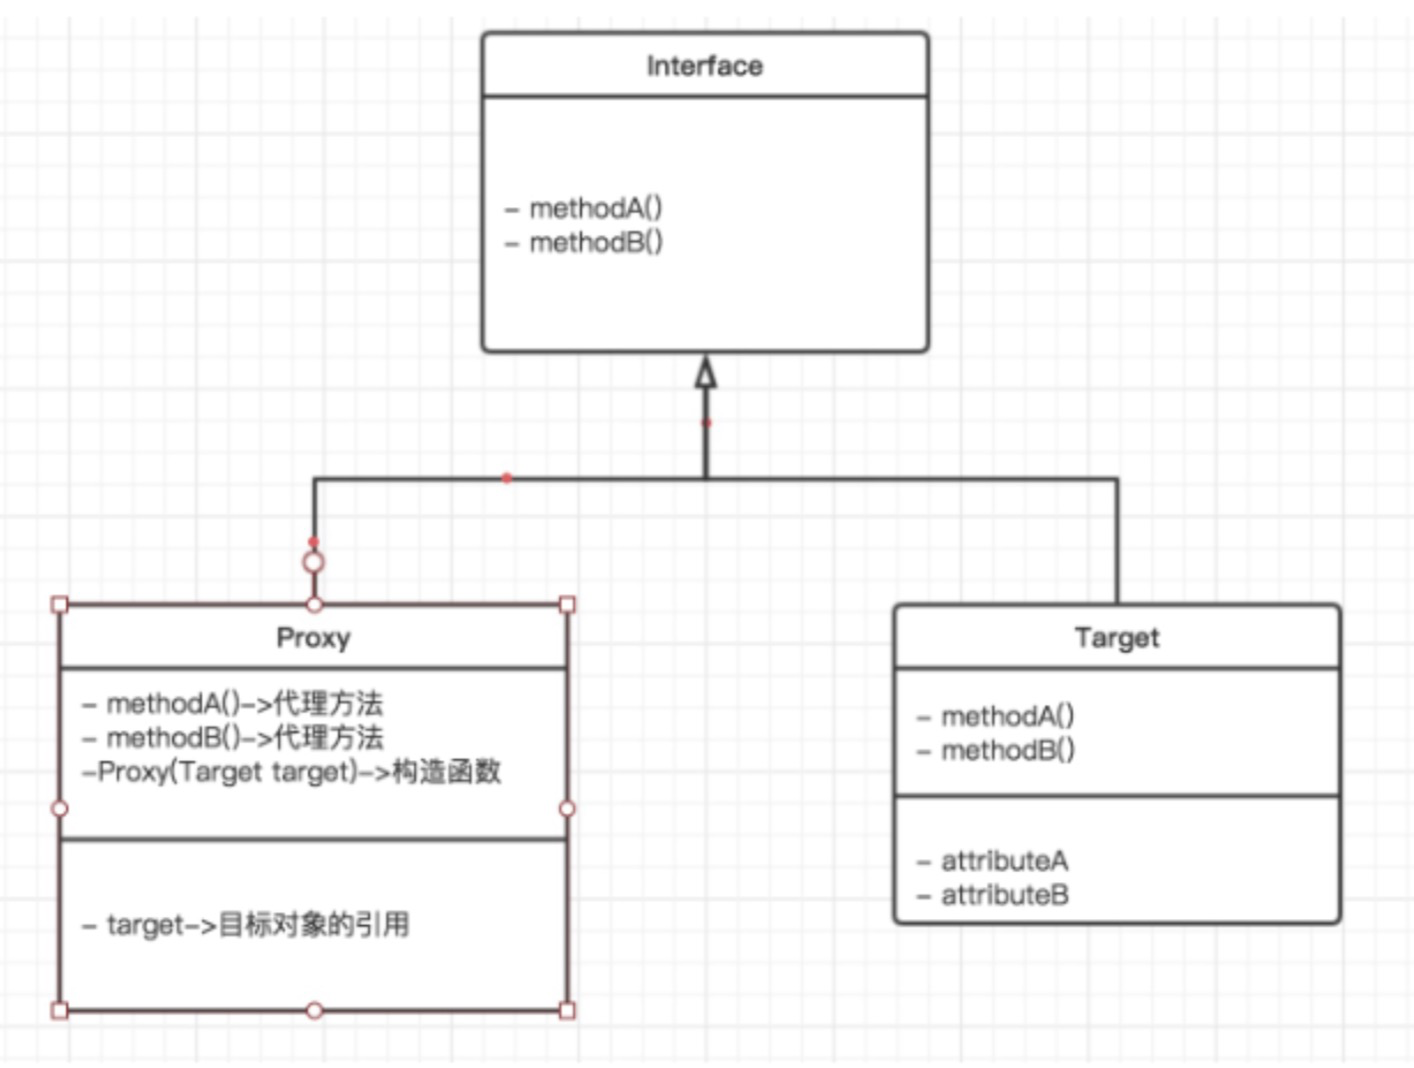 Interface
- methodA()
- methodB()
Proxy
- methodA()->代理方法
- methodB()->代理方法
-Proxy(Target target)->构造函数
- target->目标对象的引用
Target
- methodA()
- methodB()
- attributeA
- attributeB